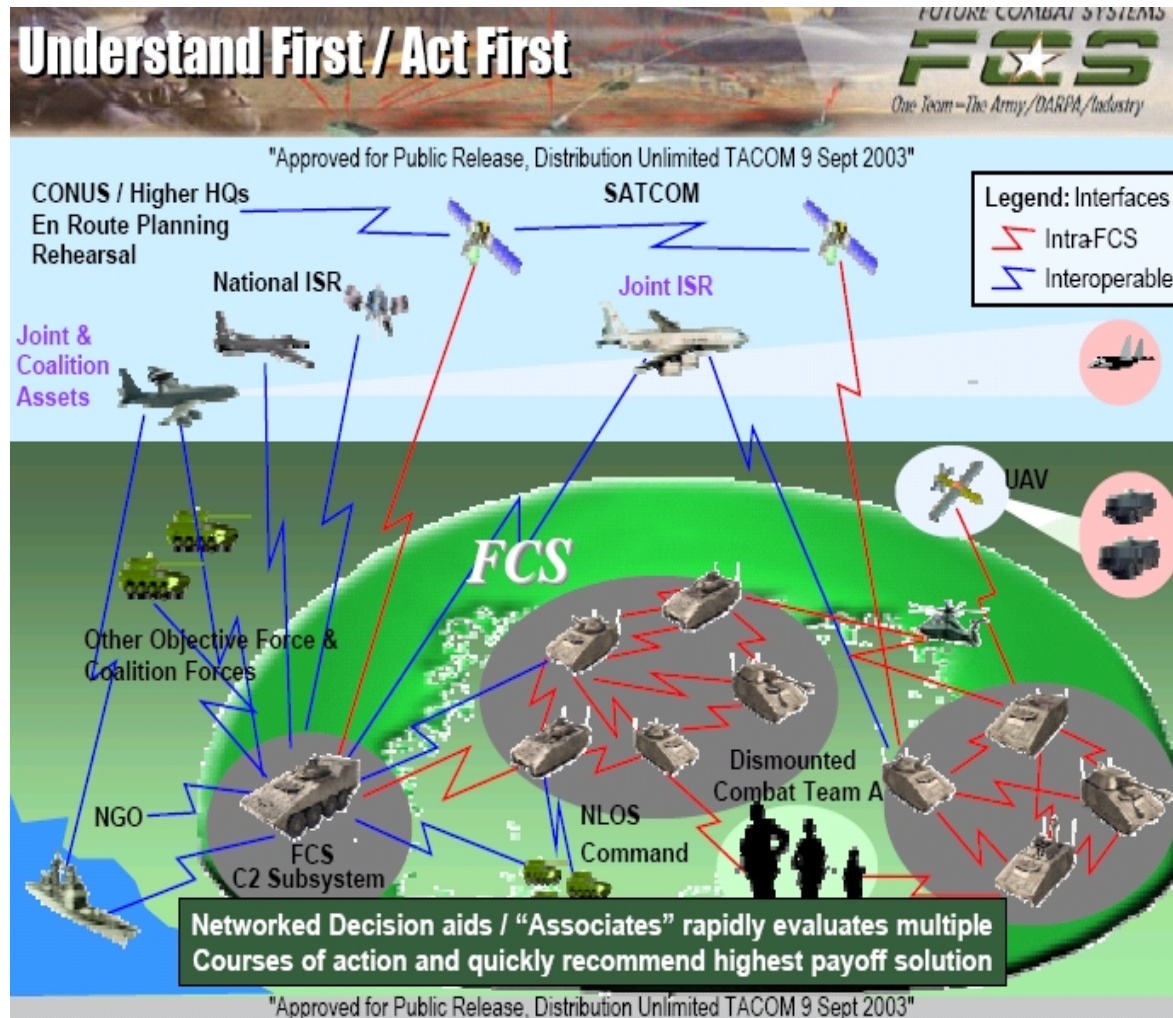 FUTURE COMBAT SYSTEMS
Understand First / Act First
FCS
One Team–The Army/DARPA/Industry
"Approved for Public Release, Distribution Unlimited TACOM 9 Sept 2003"
CONUS / Higher HQs
En Route Planning
Rehearsal
SATCOM
Legend: Interfaces
Intra-FCS
Interoperable
National ISR
Joint ISR
Joint &
Coalition
Assets
UAV
FCS
Other Objective Force &
Coalition Forces
Dismounted
Combat Team A
NGO
NLOS
Command
FCS
C2 Subsystem
Networked Decision aids / “Associates” rapidly evaluates multiple
Courses of action and quickly recommend highest payoff solution
"Approved for Public Release, Distribution Unlimited TACOM 9 Sept 2003"